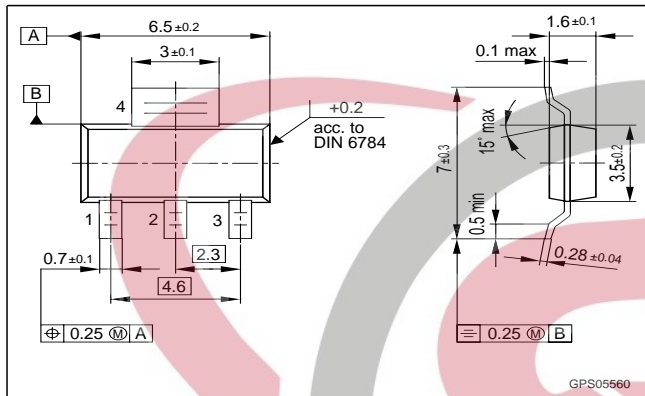 6.5 ±0.2
A
3 ±0.1
B
4
+0.2
acc. to
DIN 6784
1
2
3
0.7 ±0.1
2.3
4.6
⌖ 0.25 Ⓜ A
1.6 ±0.1
0.1 max
15° max
7 ±0.3
3.5 ±0.2
0.5 min
0.28 ±0.04
⌯ 0.25 Ⓜ B
GPS05560